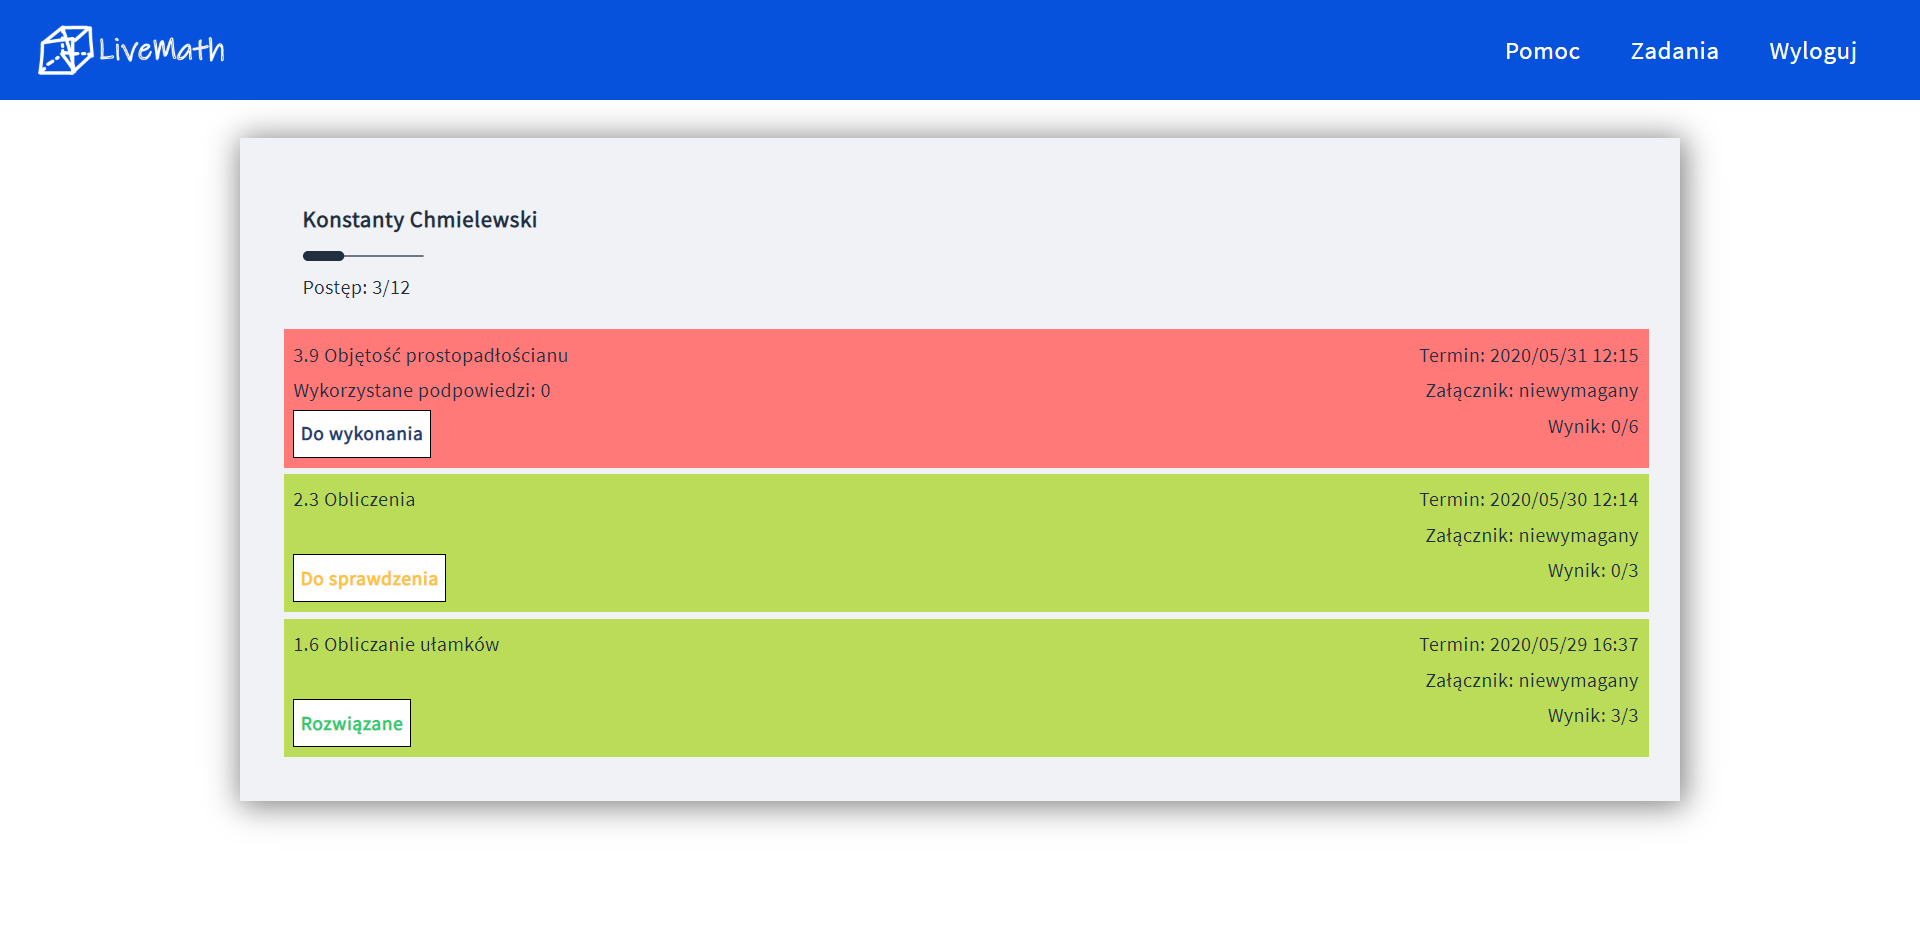 LiveMath
Pomoc
Zadania
Wyloguj
Konstanty Chmielewski
Postęp: 3/12
3.9 Objętość prostopadłościanu
Termin: 2020/05/31 12:15
Wykorzystane podpowiedzi: 0
Załącznik: niewymagany
Do wykonania
Wynik: 0/6
2.3 Obliczenia
Termin: 2020/05/30 12:14
Załącznik: niewymagany
Do sprawdzenia
Wynik: 0/3
1.6 Obliczanie ułamków
Termin: 2020/05/29 16:37
Załącznik: niewymagany
Rozwiązane
Wynik: 3/3